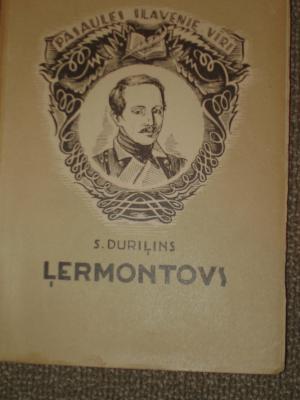 PASAULES SLAVENIE VĪRI
S. DURIĻINS
ĻERMONTOVS